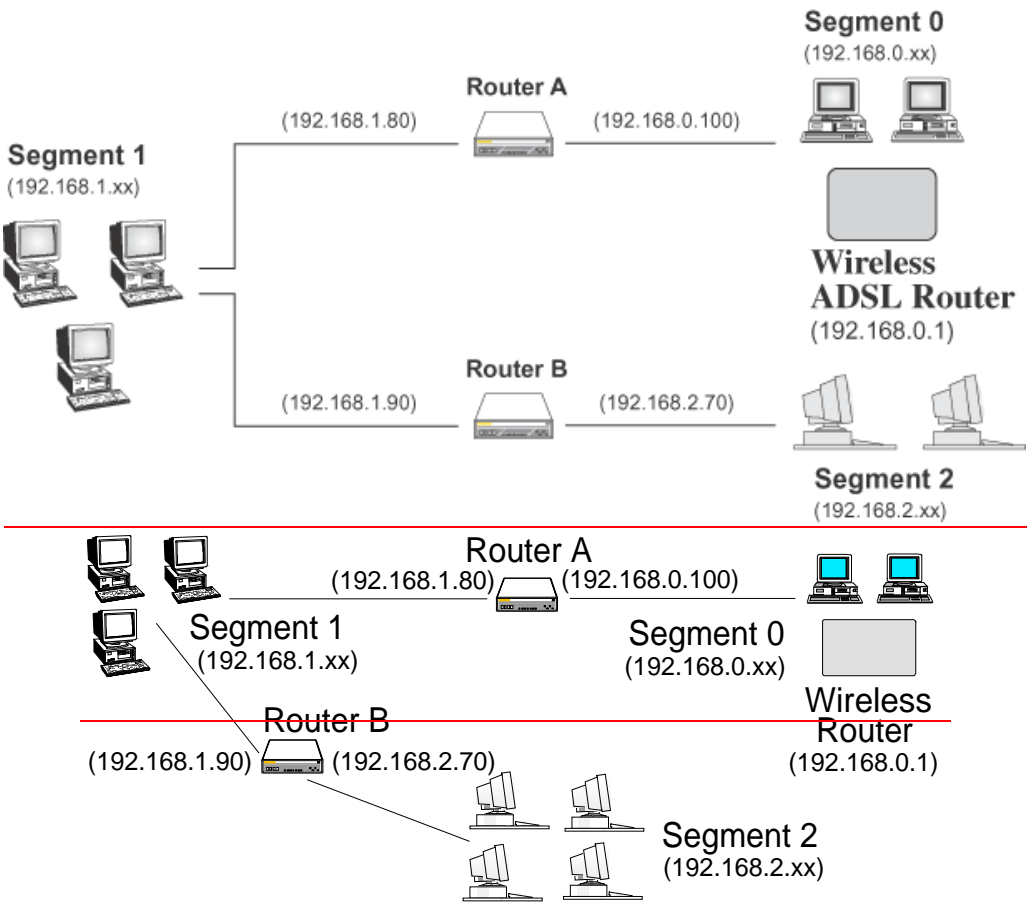 Segment 0
(192.168.0.xx)
Router A
(192.168.1.80)
(192.168.0.100)
Segment 1
(192.168.1.xx)
Wireless
ADSL Router
(192.168.0.1)
Router B
(192.168.1.90)
(192.168.2.70)
Segment 2
(192.168.2.xx)
Router A
(192.168.1.80)
(192.168.0.100)
Segment 1
(192.168.1.xx)
Segment 0
(192.168.0.xx)
Wireless
Router
(192.168.0.1)
Router B
(192.168.1.90)
(192.168.2.70)
Segment 2
(192.168.2.xx)